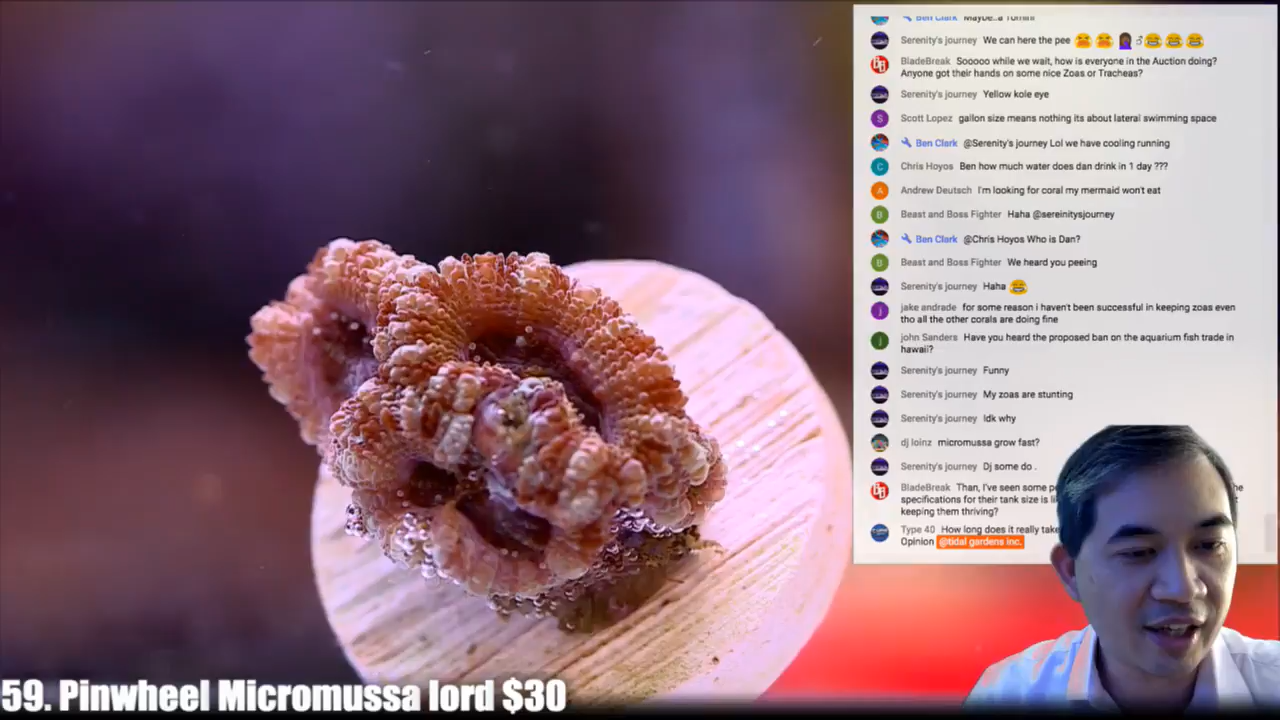 Ben Clark Maybe..a Tomini
Serenity's journey We can here the pee 😫 😫 🤦🏾 ♂ 😂 😂 😂
BladeBreak Sooooo while we wait, how is everyone in the Auction doing?
Anyone got their hands on some nice Zoas or Tracheas?
Serenity's journey Yellow kole eye
S Scott Lopez gallon size means nothing its about lateral swimming space
Ben Clark @Serenity's journey Lol we have cooling running
C Chris Hoyos Ben how much water does dan drink in 1 day ???
A Andrew Deutsch I'm looking for coral my mermaid won't eat
B Beast and Boss Fighter Haha @sereinitysjourney
Ben Clark @Chris Hoyos Who is Dan?
B Beast and Boss Fighter We heard you peeing
Serenity's journey Haha 😂
j jake andrade for some reason i haven't been successful in keeping zoas even
tho all the other corals are doing fine
j john Sanders Have you heard the proposed ban on the aquarium fish trade in
hawaii?
Serenity's journey Funny
Serenity's journey My zoas are stunting
Serenity's journey Idk why
dj loinz micromussa grow fast?
Serenity's journey Dj some do .
BladeBreak Than, I've seen some
specifications for their tank size is
keeping them thriving?
Type 40 How long does it really take
Opinion @tidal gardens inc.
59. Pinwheel Micromussa lord $30